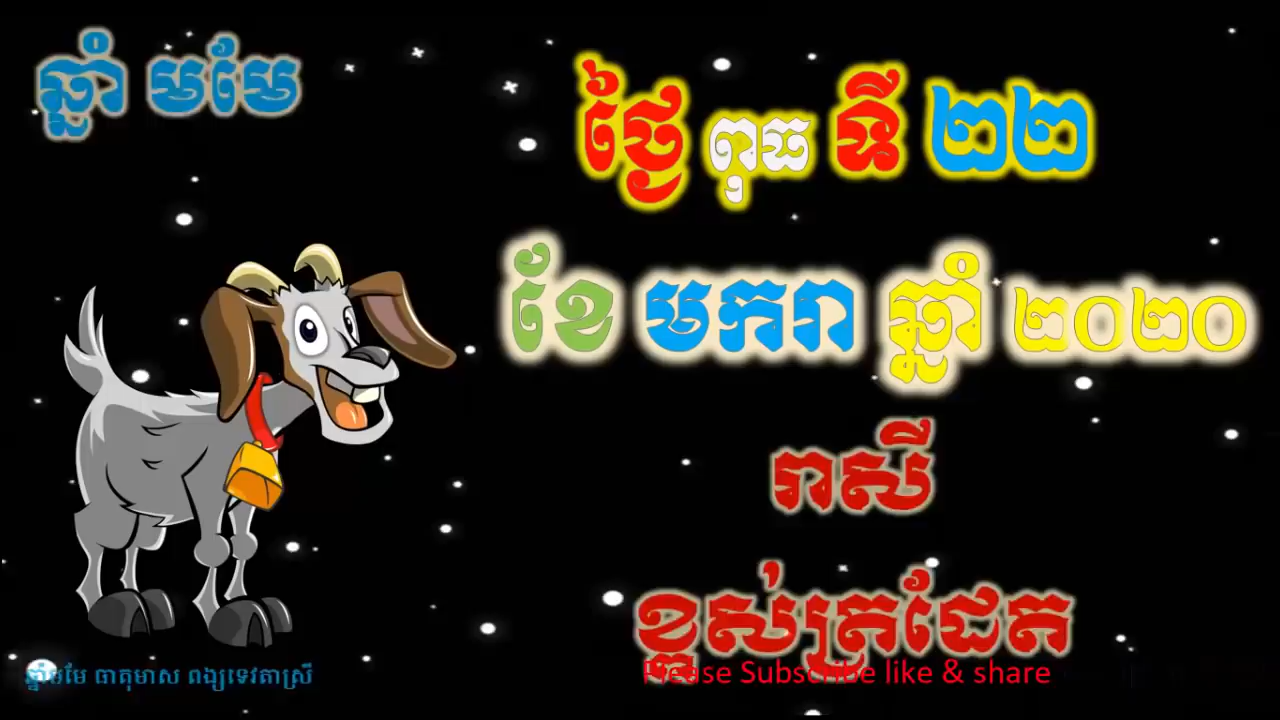 ឆ្នាំ មមែ
ថ្ងៃ ពុធ ទី ២២
ខែ មករា ឆ្នាំ ២០២០
រាសី
ខ្ពស់ត្រដែត
ឆ្នាំមមែ ធាតុមាស ពង្យទេវតាស្រី
Please Subscribe like & share